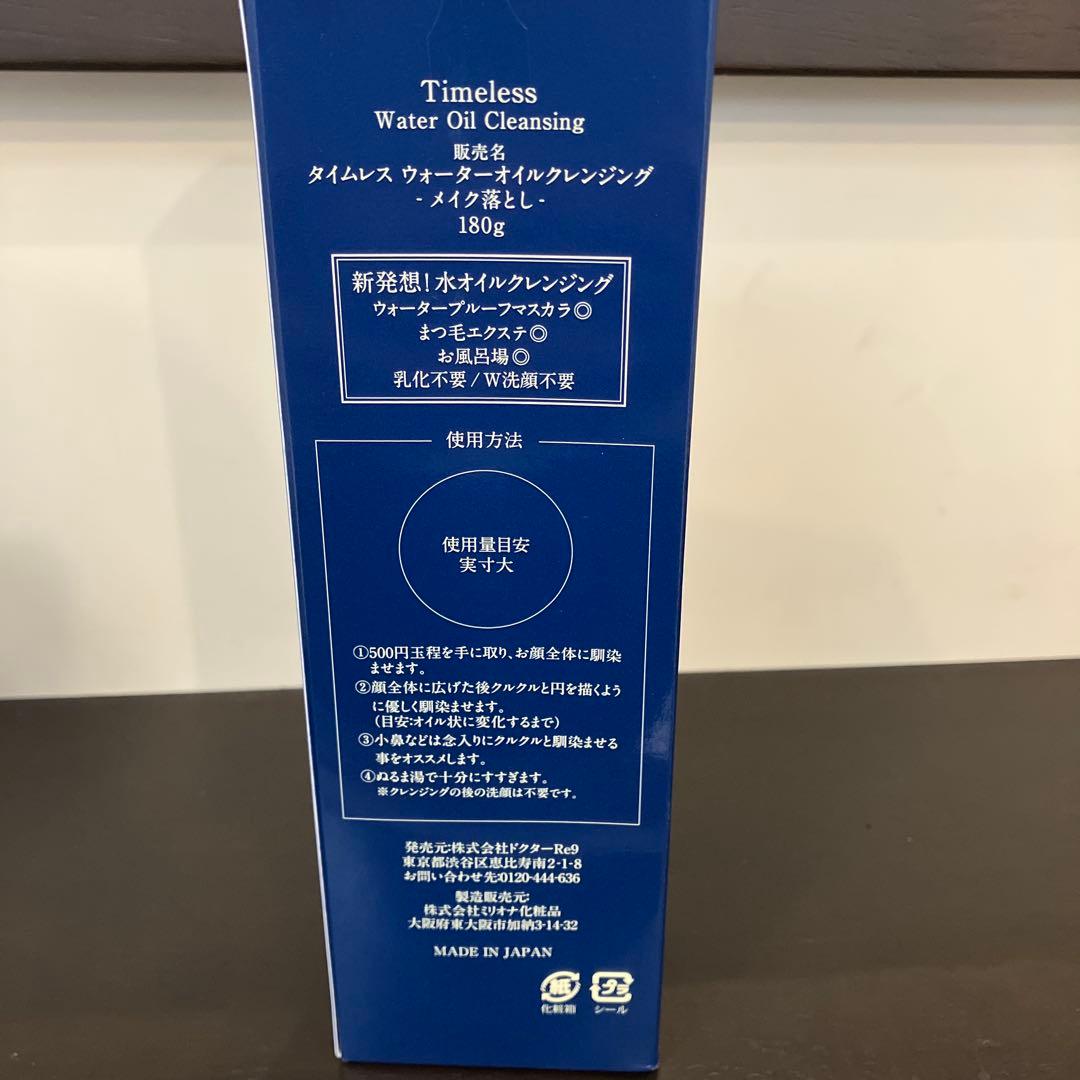 Timeless
Water Oil Cleansing
販売名
タイムレス ウォーターオイルクレンジング
- メイク落とし -
180g
新発想!水オイルクレンジング
ウォータープルーフマスカラ◎
まつ毛エクステ◎
お風呂場◎
乳化不要/W洗顔不要
使用方法
使用量目安
実寸大
①500円玉程を手に取り、お顔全体に馴染
ませます。
②顔全体に広げた後クルクルと円を描くよう
に優しく馴染ませます。
(目安:オイル状に変化するまで)
③小鼻などは念入りにクルクルと馴染ませる
事をオススメします。
④ぬるま湯で十分にすすぎます。
※クレンジングの後の洗顔は不要です。
発売元:株式会社ドクターRe9
東京都渋谷区恵比寿南2-1-8
お問い合わせ先:0120-444-636
製造販売元:
株式会社ミリオナ化粧品
大阪府東大阪市加納3-14-32
MADE IN JAPAN
紙 プラ
化粧箱 シール